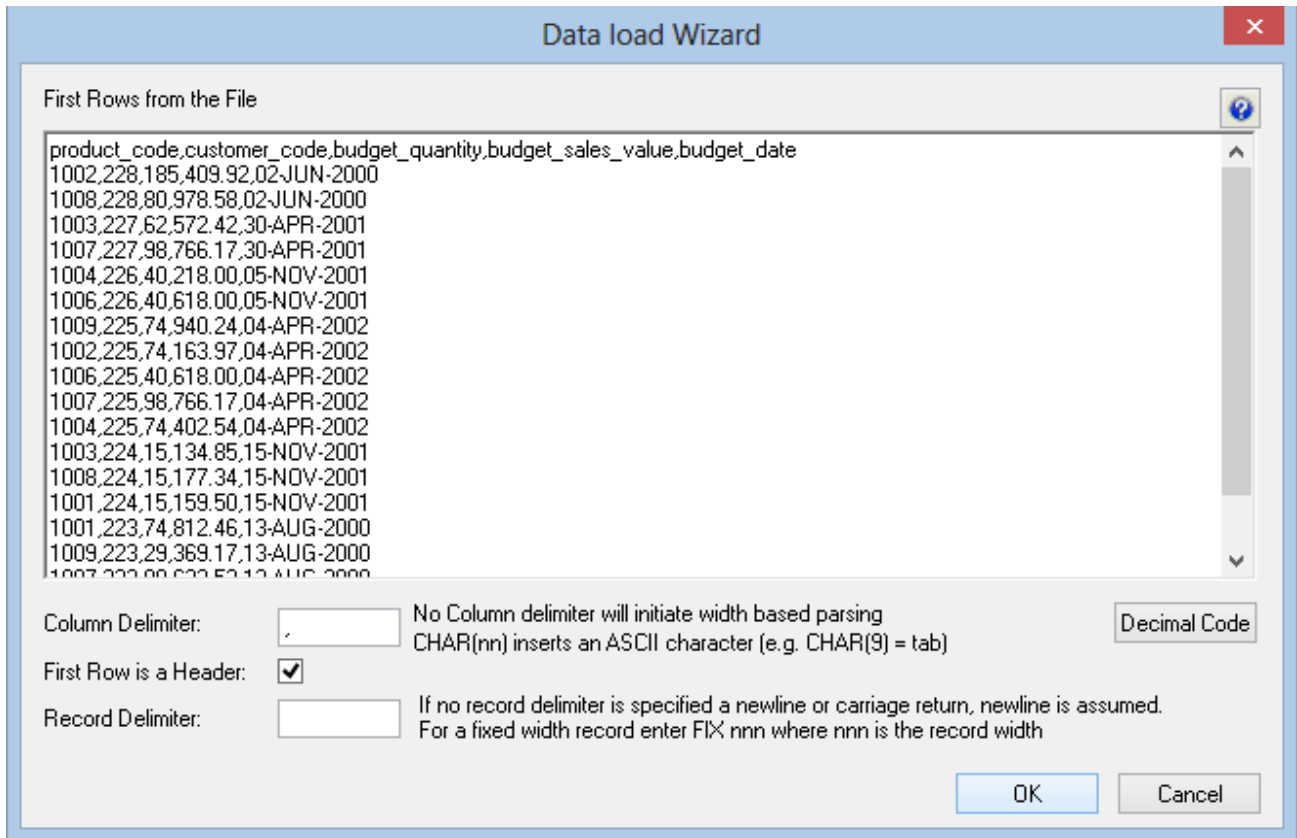 Data load Wizard
First Rows from the File
product_code,customer_code,budget_quantity,budget_sales_value,budget_date
1002,228,185,409.92,02-JUN-2000
1008,228,80,978.58,02-JUN-2000
1003,227,62,572.42,30-APR-2001
1007,227,98,766.17,30-APR-2001
1004,226,40,218.00,05-NOV-2001
1006,226,40,618.00,05-NOV-2001
1009,225,74,940.24,04-APR-2002
1002,225,74,163.97,04-APR-2002
1006,225,40,618.00,04-APR-2002
1007,225,98,766.17,04-APR-2002
1004,225,74,402.54,04-APR-2002
1003,224,15,134.85,15-NOV-2001
1008,224,15,177.34,15-NOV-2001
1001,224,15,159.50,15-NOV-2001
1001,223,74,812.46,13-AUG-2000
1009,223,29,369.17,13-AUG-2000
Column Delimiter: , No Column delimiter will initiate width based parsing
CHAR(nn) inserts an ASCII character (e.g. CHAR(9) = tab)
Decimal Code
First Row is a Header:
Record Delimiter: If no record delimiter is specified a newline or carriage return, newline is assumed.
For a fixed width record enter FIX nnn where nnn is the record width
OK Cancel